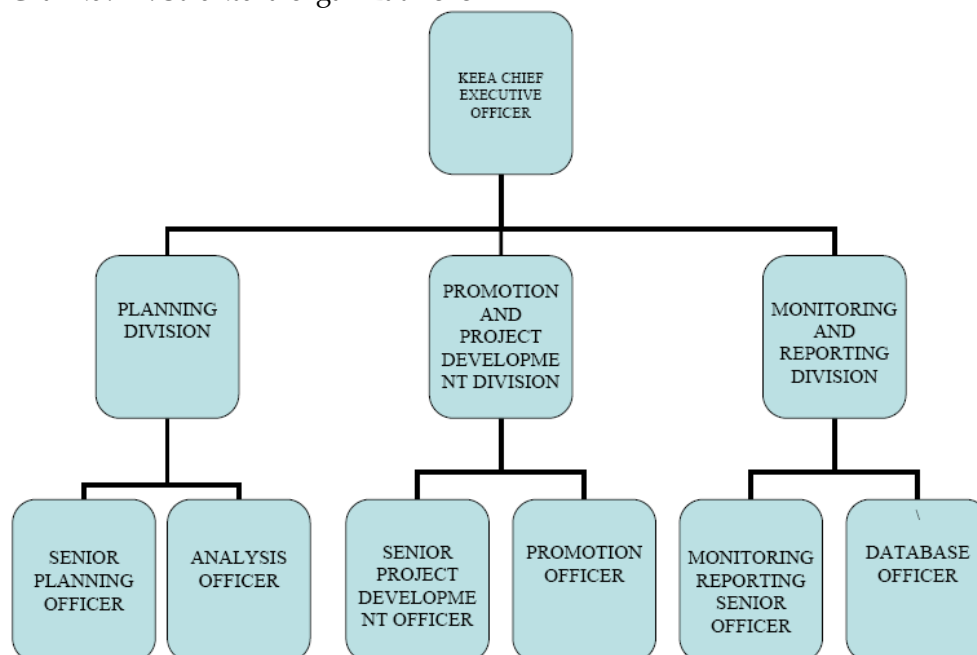 KEEA CHIEF
EXECUTIVE
OFFICER
PLANNING
DIVISION
PROMOTION
AND
PROJECT
DEVELOPME
NT DIVISION
MONITORING
AND
REPORTING
DIVISION
SENIOR
PLANNING
OFFICER
ANALYSIS
OFFICER
SENIOR
PROJECT
DEVELOPME
NT OFFICER
PROMOTION
OFFICER
MONITORING
REPORTING
SENIOR
OFFICER
\
DATABASE
OFFICER